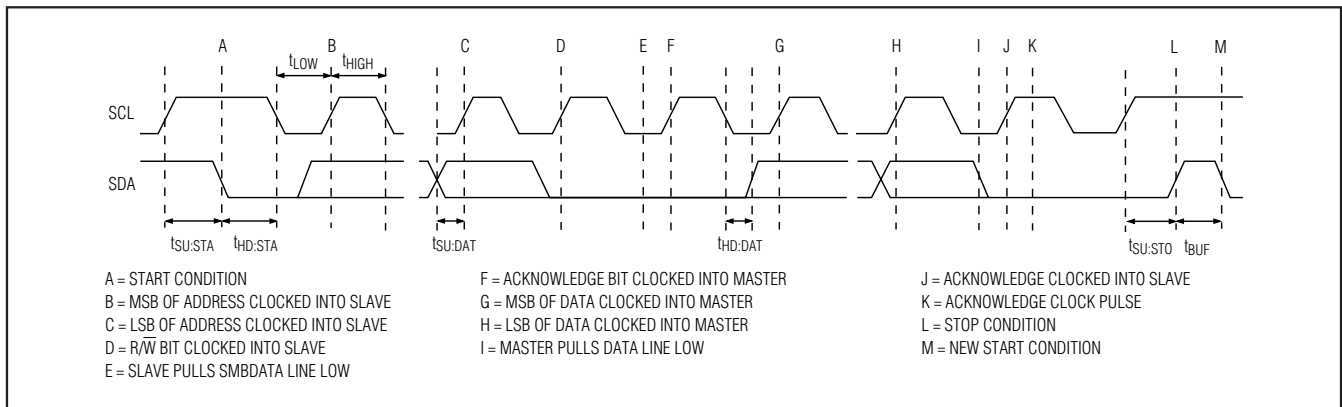 A B C D E F G H I J K L M
tLOW tHIGH
SCL
SDA
tSU:STA tHD:STA tSU:DAT tHD:DAT tSU:STO tBUF
A = START CONDITION
B = MSB OF ADDRESS CLOCKED INTO SLAVE
C = LSB OF ADDRESS CLOCKED INTO SLAVE
D = R/W̅ BIT CLOCKED INTO SLAVE
E = SLAVE PULLS SMBDATA LINE LOW
F = ACKNOWLEDGE BIT CLOCKED INTO MASTER
G = MSB OF DATA CLOCKED INTO MASTER
H = LSB OF DATA CLOCKED INTO MASTER
I = MASTER PULLS DATA LINE LOW
J = ACKNOWLEDGE CLOCKED INTO SLAVE
K = ACKNOWLEDGE CLOCK PULSE
L = STOP CONDITION
M = NEW START CONDITION